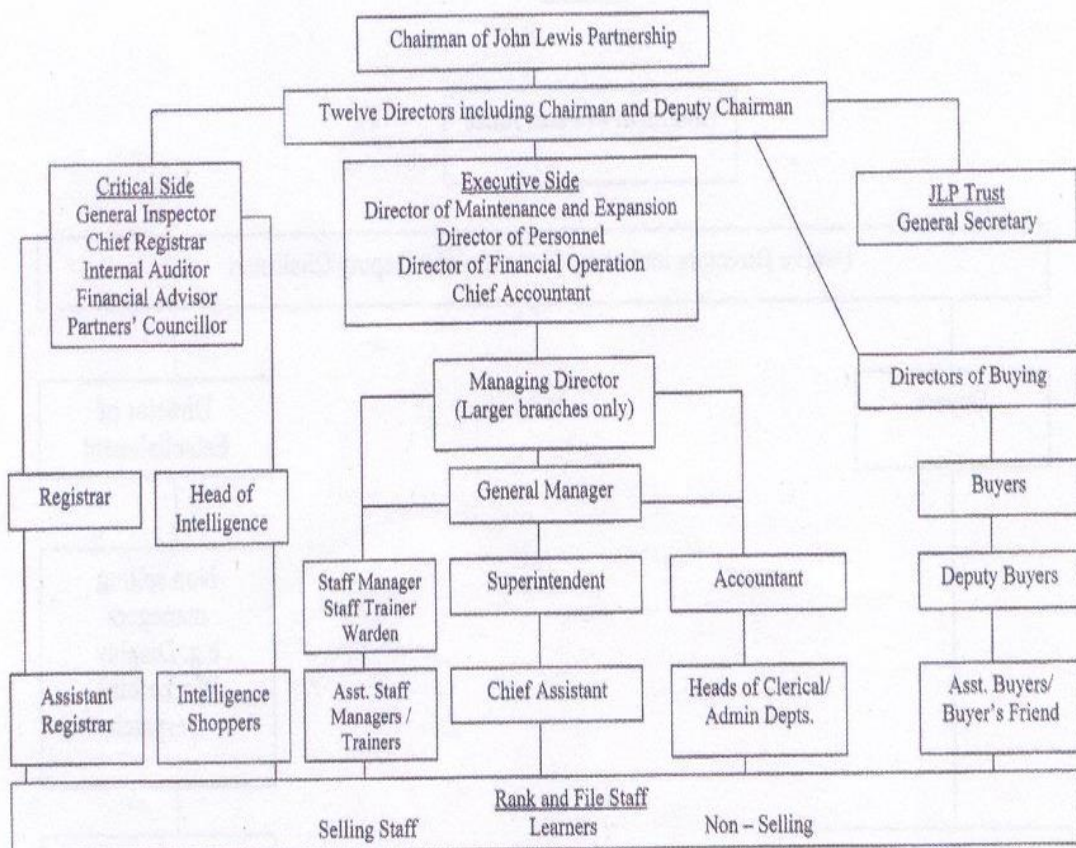 Chairman of John Lewis Partnership
Twelve Directors including Chairman and Deputy Chairman
Critical Side
General Inspector
Chief Registrar
Internal Auditor
Financial Advisor
Partners' Councillor
Executive Side
Director of Maintenance and Expansion
Director of Personnel
Director of Financial Operation
Chief Accountant
JLP Trust
General Secretary
Managing Director
(Larger branches only)
Directors of Buying
Registrar
Head of
Intelligence
General Manager
Buyers
Staff Manager
Staff Trainer
Warden
Superintendent
Accountant
Deputy Buyers
Assistant
Registrar
Intelligence
Shoppers
Asst. Staff
Managers /
Trainers
Chief Assistant
Heads of Clerical/
Admin Depts.
Asst. Buyers/
Buyer's Friend
Rank and File Staff
Selling Staff Learners Non – Selling